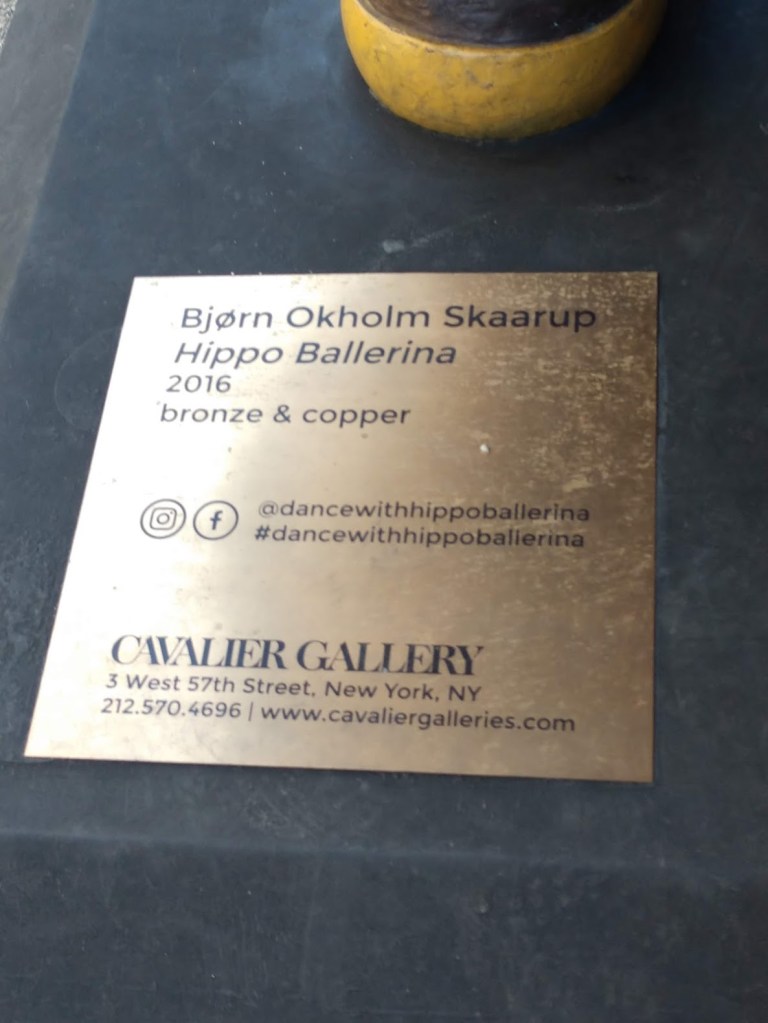 Bjørn Okholm Skaarup
Hippo Ballerina
2016
bronze & copper
@dancewithhippoballerina
#dancewithhippoballerina
CAVALIER GALLERY
3 West 57th Street, New York, NY
212.570.4696 | www.cavaliergalleries.com